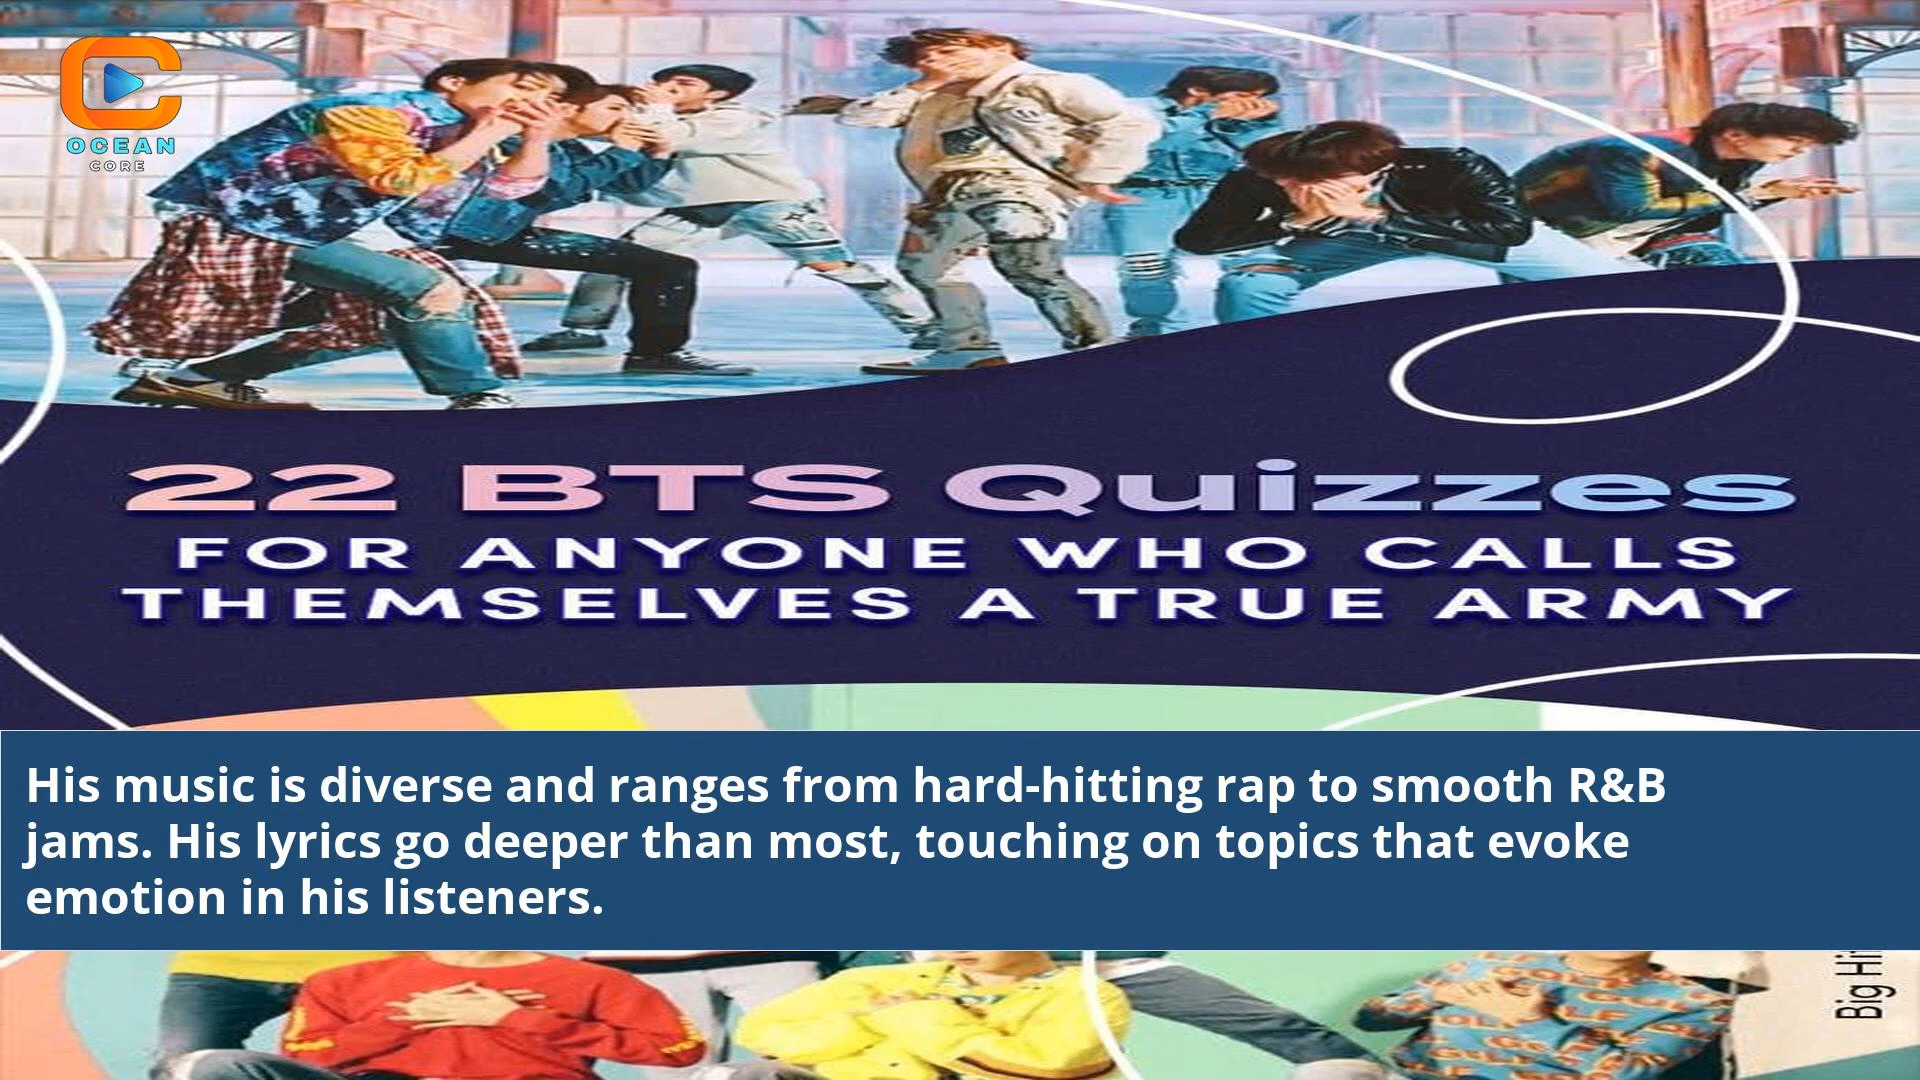 OCEAN
CORE
22 BTS Quizzes
FOR ANYONE WHO CALLS
THEMSELVES A TRUE ARMY
His music is diverse and ranges from hard-hitting rap to smooth R&B
jams. His lyrics go deeper than most, touching on topics that evoke
emotion in his listeners.
Big Hit